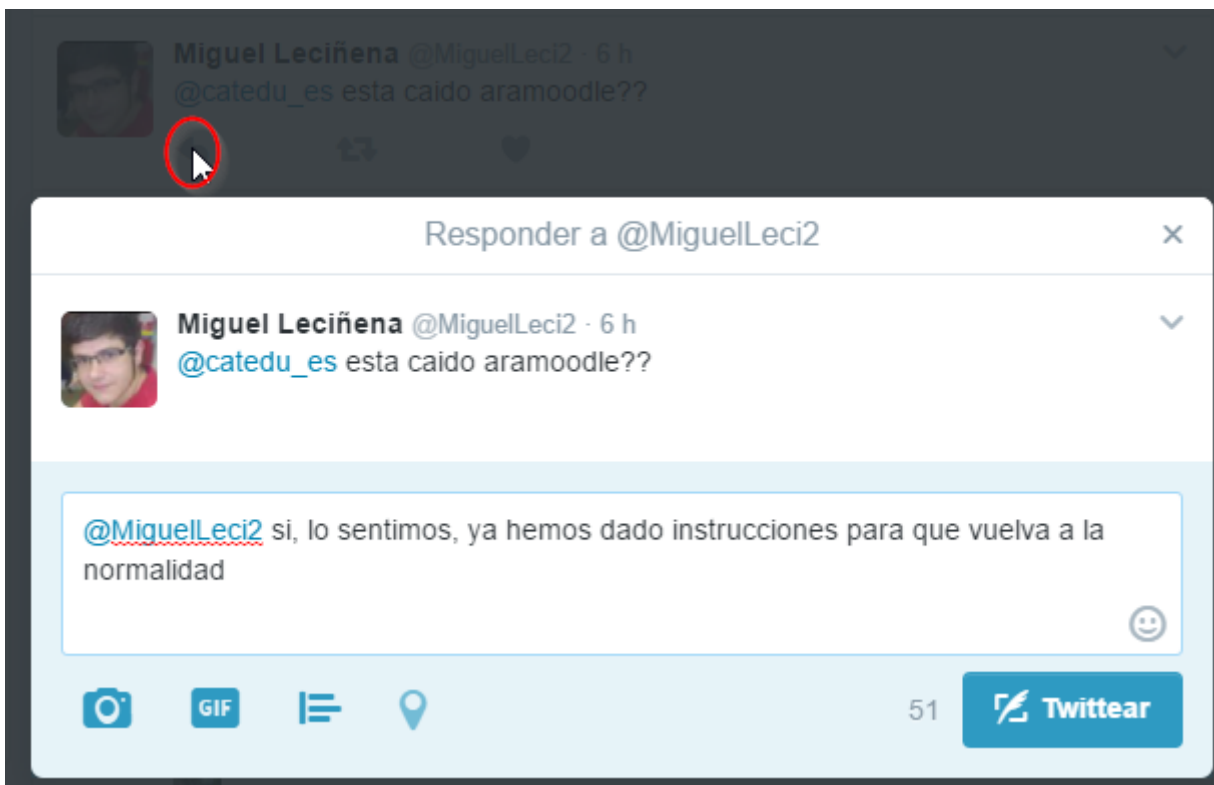 Miguel Leciñena @MiguelLeci2 · 6 h
@catedu_es esta caido aramoodle??
Responder a @MiguelLeci2
Miguel Leciñena @MiguelLeci2 · 6 h
@catedu_es esta caido aramoodle??
@MiguelLeci2 si, lo sentimos, ya hemos dado instrucciones para que vuelva a la
normalidad
GIF
51
Twittear